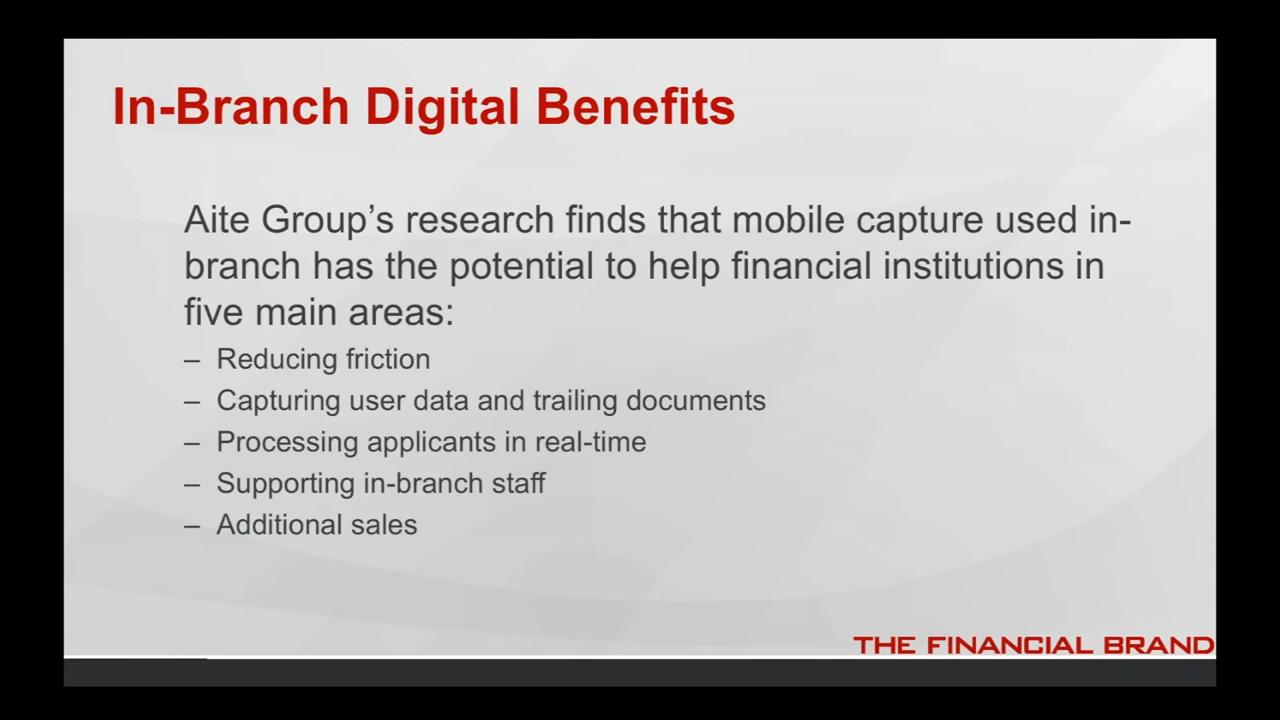 In-Branch Digital Benefits
Aite Group’s research finds that mobile capture used in-
branch has the potential to help financial institutions in
five main areas:
– Reducing friction
– Capturing user data and trailing documents
– Processing applicants in real-time
– Supporting in-branch staff
– Additional sales
THE FINANCIAL BRAND